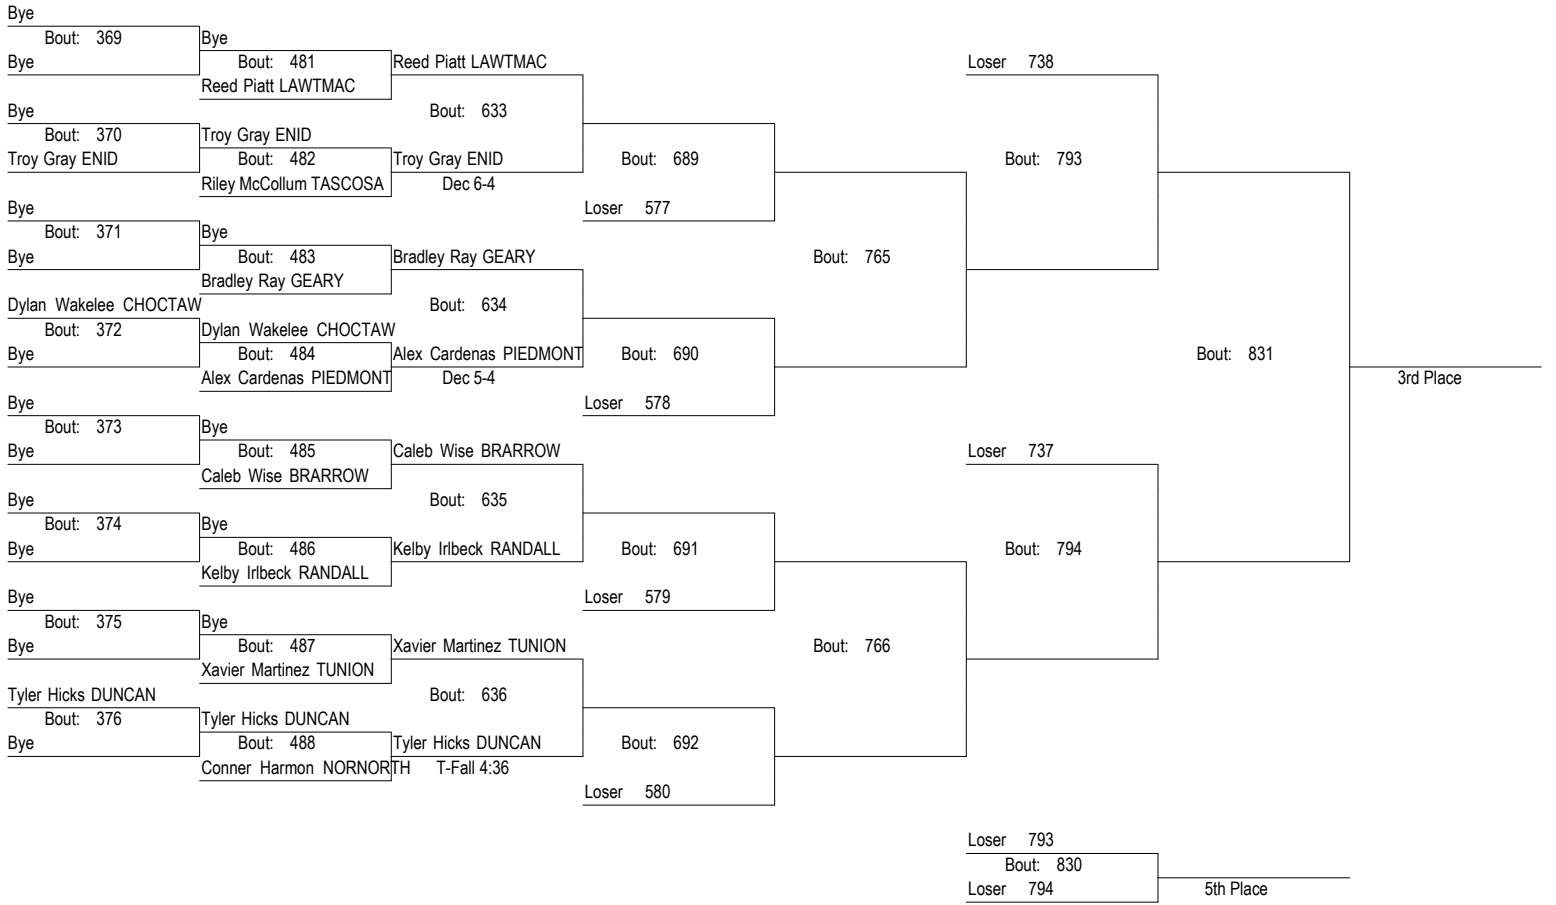 Bye
Bout: 369
Bye
Bye
Bout: 481
Reed Piatt LAWTMAC
Reed Piatt LAWTMAC
Bout: 633
Bye
Bout: 370
Troy Gray ENID
Troy Gray ENID
Bout: 482
Riley McCollum TASCOSA
Troy Gray ENID
Dec 6-4
Bout: 689
Loser 577
Bye
Bout: 371
Bye
Bye
Bout: 483
Bradley Ray GEARY
Bradley Ray GEARY
Bout: 634
Dylan Wakelee CHOCTAW
Bout: 372
Bye
Dylan Wakelee CHOCTAW
Bout: 484
Alex Cardenas PIEDMONT
Alex Cardenas PIEDMONT
Dec 5-4
Bout: 690
Loser 578
Bout: 765
Loser 738
Bout: 793
Bye
Bout: 373
Bye
Bye
Bout: 485
Caleb Wise BRARROW
Caleb Wise BRARROW
Bout: 635
Bye
Bout: 374
Bye
Bye
Bout: 486
Kelby Irlbeck RANDALL
Kelby Irlbeck RANDALL
Bout: 691
Loser 579
Bye
Bout: 375
Bye
Bye
Bout: 487
Xavier Martinez TUNION
Xavier Martinez TUNION
Bout: 636
Tyler Hicks DUNCAN
Bout: 376
Bye
Tyler Hicks DUNCAN
Bout: 488
Conner Harmon NORNORTH
Tyler Hicks DUNCAN
T-Fall 4:36
Bout: 692
Loser 580
Bout: 766
Loser 737
Bout: 794
Bout: 831
3rd Place
Loser 793
Bout: 830
Loser 794
5th Place